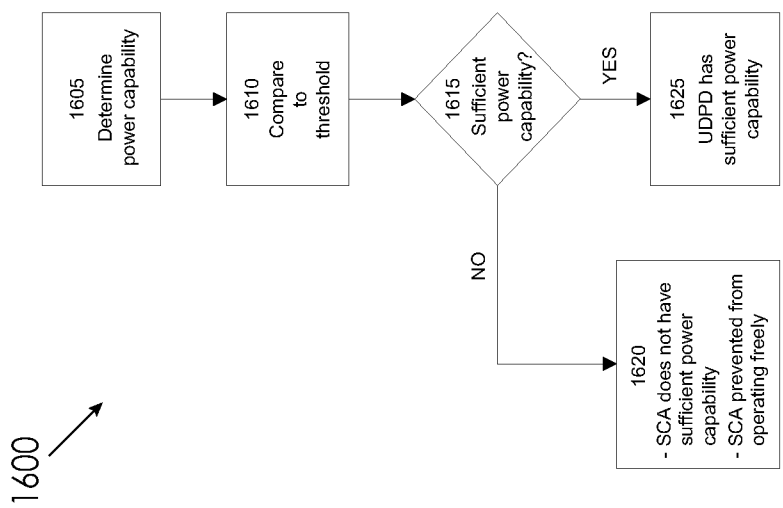 1600
1605
Determine
power capability
1610
Compare
to
threshold
1615
Sufficient
power
capability?
NO
YES
1620
- SCA does not have
sufficient power
capability
- SCA prevented from
operating freely
1625
UDPD has
sufficient power
capability